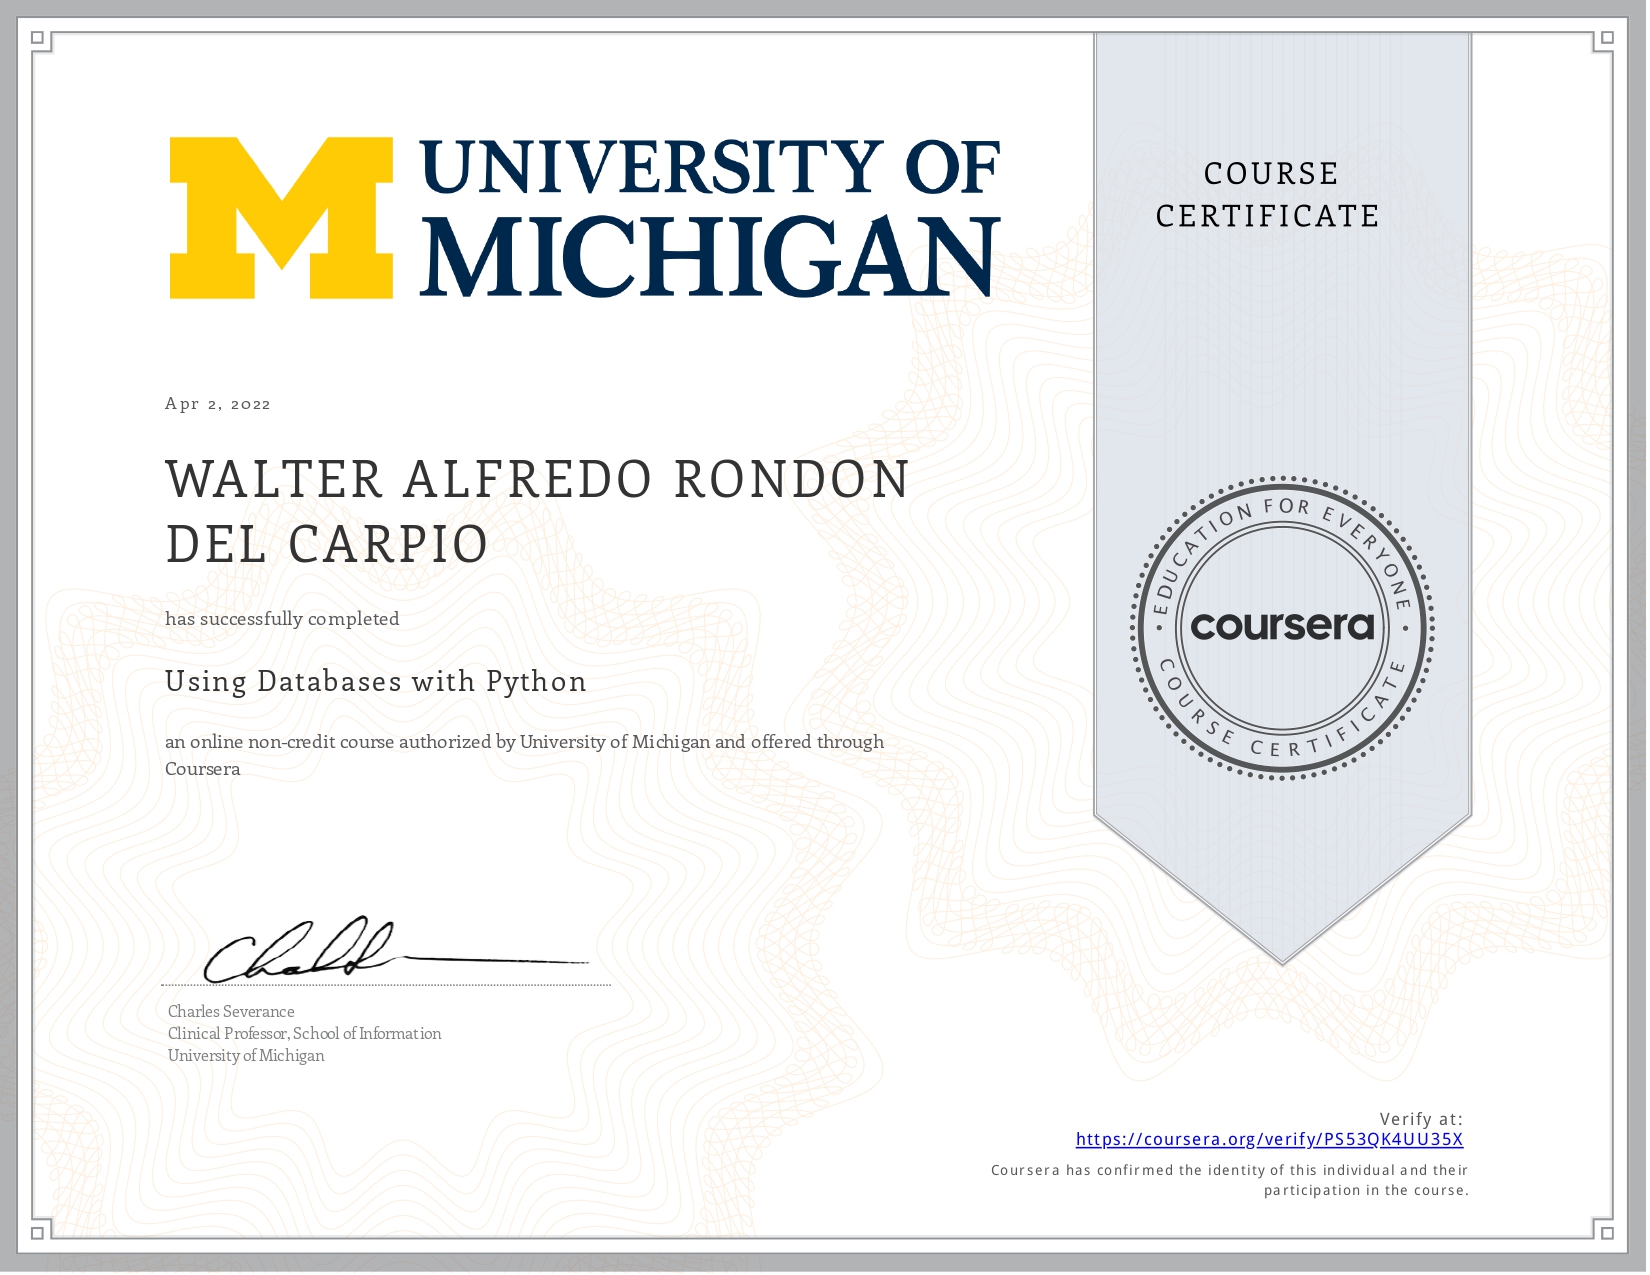 UNIVERSITY OF
MICHIGAN
COURSE
CERTIFICATE
Apr 2, 2022
WALTER ALFREDO RONDON
DEL CARPIO
has successfully completed
Using Databases with Python
an online non-credit course authorized by University of Michigan and offered through
Coursera
EDUCATION FOR EVERYONE
coursera
COURSE CERTIFICATE
Charles Severance
Clinical Professor, School of Information
University of Michigan
Verify at:
https://coursera.org/verify/PS53QK4UU35X
Coursera has confirmed the identity of this individual and their
participation in the course.